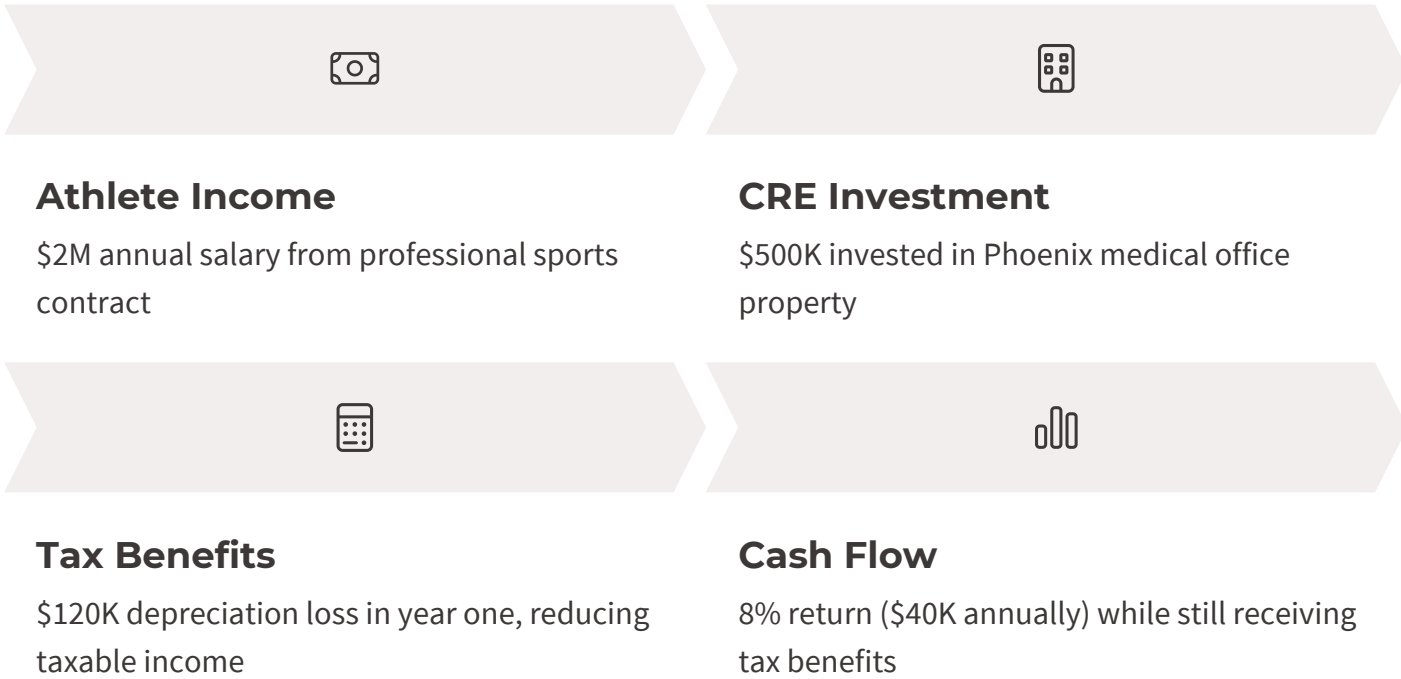 Athlete Income
$2M annual salary from professional sports
contract
CRE Investment
$500K invested in Phoenix medical office
property
Tax Benefits
$120K depreciation loss in year one, reducing
taxable income
Cash Flow
8% return ($40K annually) while still receiving
tax benefits